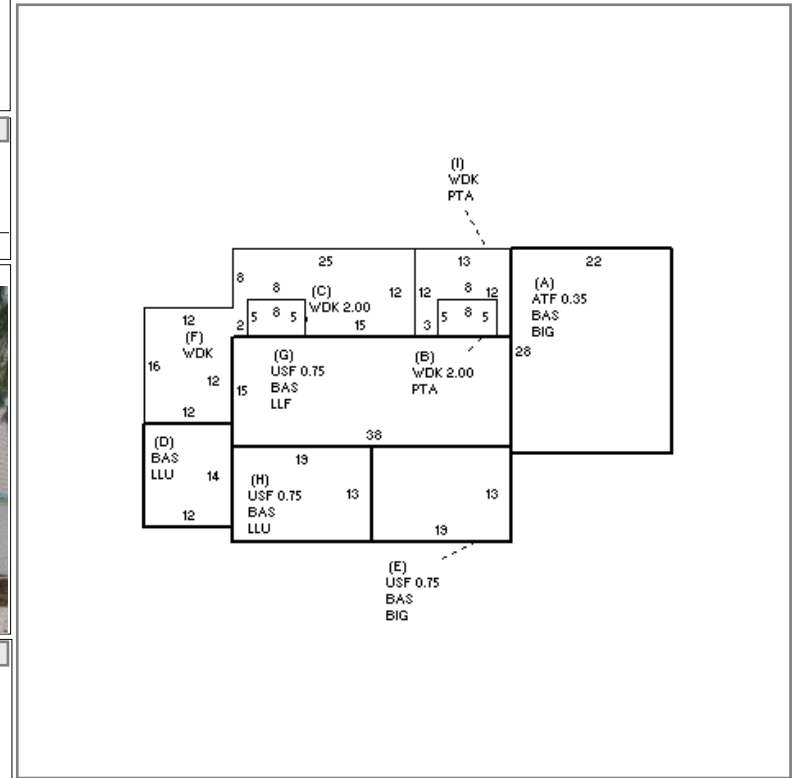 (I)
WDK
PTA
25
13
22
8
8
(C)
WDK 2.00
12
12
8
12
(A)
ATF 0.35
BAS
BIG
2
5
8
5
15
3
5
8
5
12
(F)
WDK
16
12
12
28
(G)
USF 0.75
BAS
LLF
15
(B)
WDK 2.00
PTA
38
(D)
BAS
LLU
14
12
19
(H)
USF 0.75
BAS
LLU
13
13
19
(E)
USF 0.75
BAS
BIG